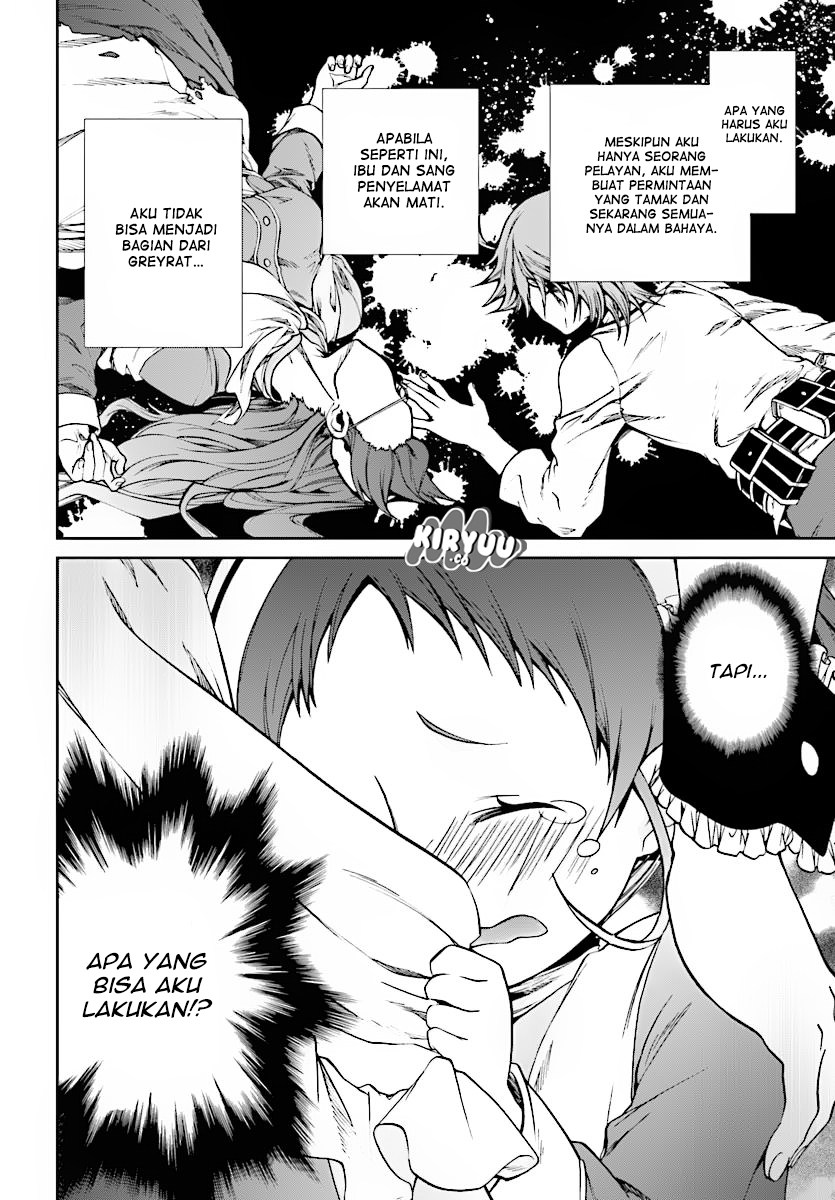 APA YANG
HARUS AKU
LAKUKAN.
MESKIPUN AKU
HANYA SEORANG
PELAYAN, AKU MEM-
BUAT PERMINTAAN
YANG TAMAK DAN
SEKARANG SEMUA-
NYA DALAM BAHAYA.
APABILA
SEPERTI INI,
IBU DAN SANG
PENYELAMAT
AKAN MATI.
AKU TIDAK
BISA MENJADI
BAGIAN DARI
GREYRAT...
KIRYUU
.CO
TAPI...
APA YANG
BISA AKU
LAKUKAN!?